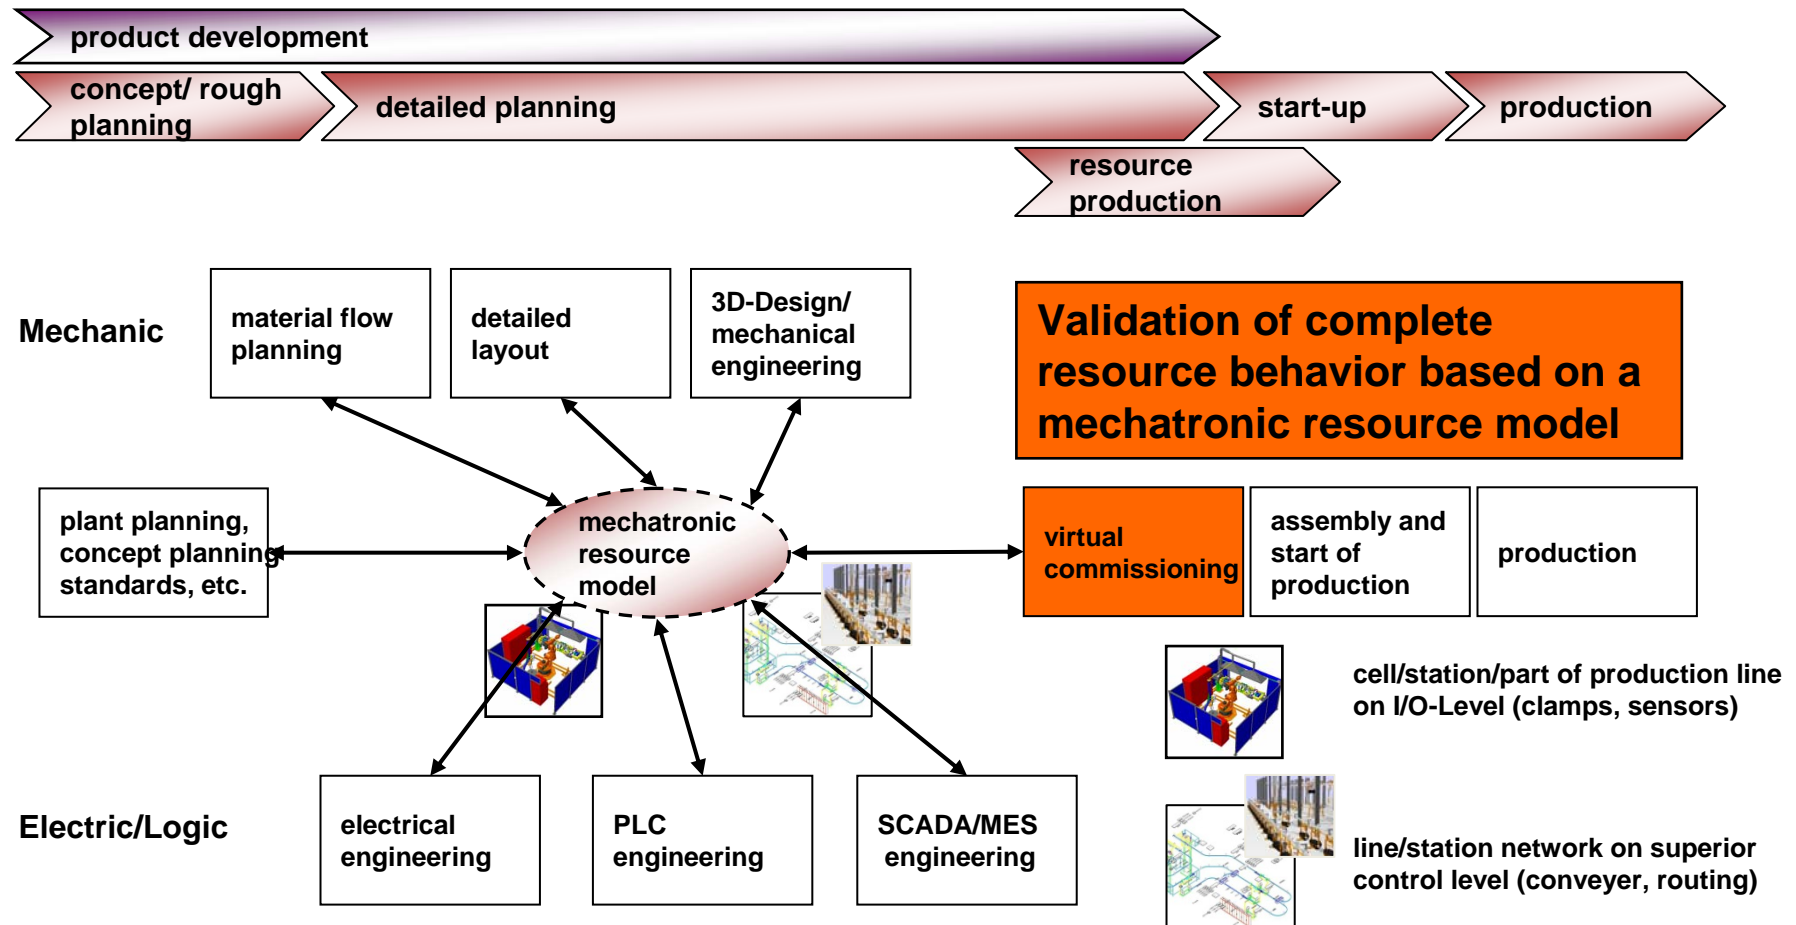 product development
concept/ rough
planning
detailed planning
start-up
production
resource
production
Mechanic
material flow
planning
detailed
layout
3D-Design/
mechanical
engineering
Validation of complete
resource behavior based on a
mechatronic resource model
plant planning,
concept planning
standards, etc.
mechatronic
resource
model
virtual
commissioning
assembly and
start of
production
production
cell/station/part of production line
on I/O-Level (clamps, sensors)
Electric/Logic
electrical
engineering
PLC
engineering
SCADA/MES
engineering
line/station network on superior
control level (conveyer, routing)